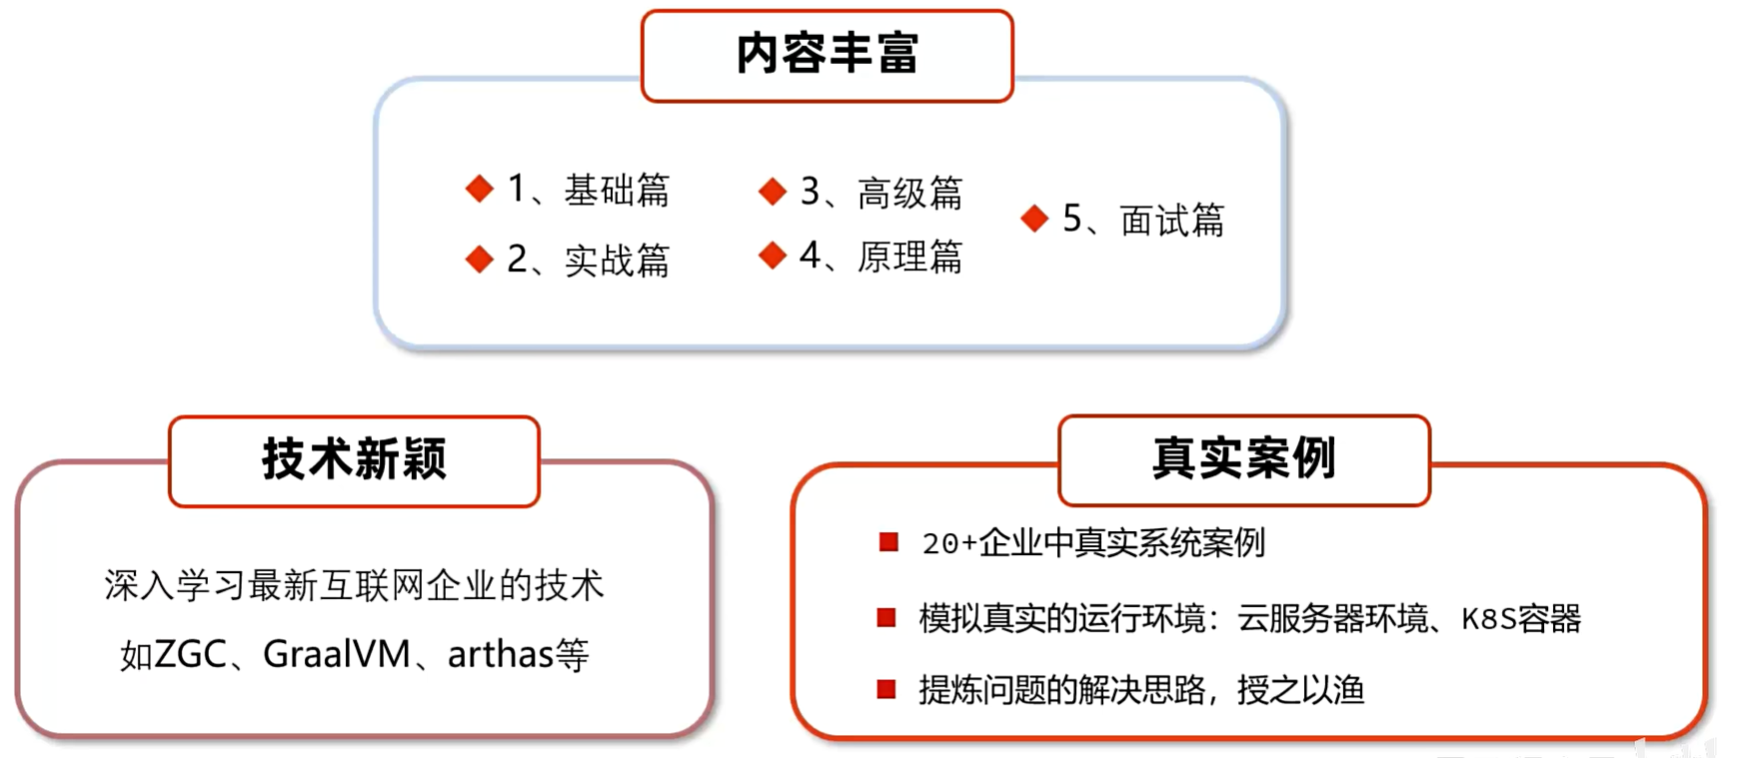 内容丰富
1、基础篇
2、实战篇
3、高级篇
4、原理篇
5、面试篇
技术新颖
深入学习最新互联网企业的技术
如ZGC、GraalVM、arthas等
真实案例
20+企业中真实系统案例
模拟真实的运行环境：云服务器环境、K8S容器
提炼问题的解决思路，授之以渔